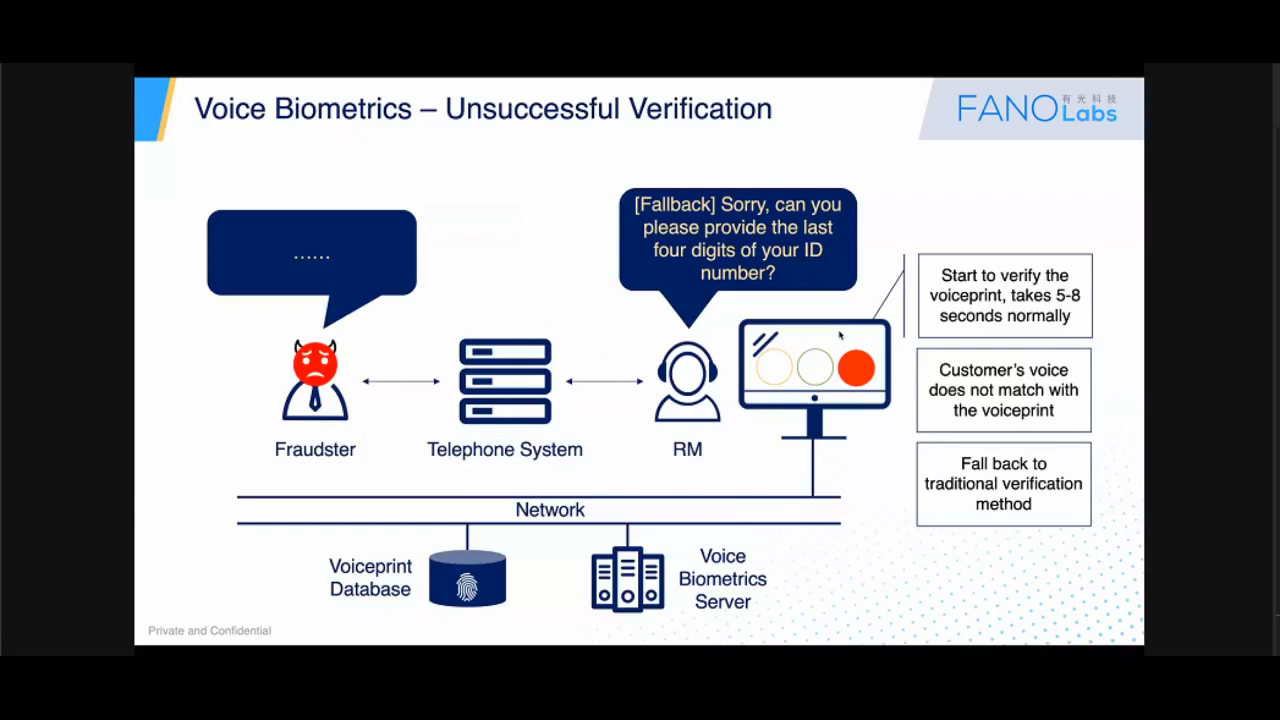 Voice Biometrics – Unsuccessful Verification
FANO
有光科技
Labs
......
[Fallback] Sorry, can you
please provide the last
four digits of your ID
number?
Start to verify the
voiceprint, takes 5-8
seconds normally
Customer's voice
does not match with
the voiceprint
Fall back to
traditional verification
method
Fraudster
Telephone System
RM
Network
Voiceprint
Database
Voice
Biometrics
Server
Private and Confidential